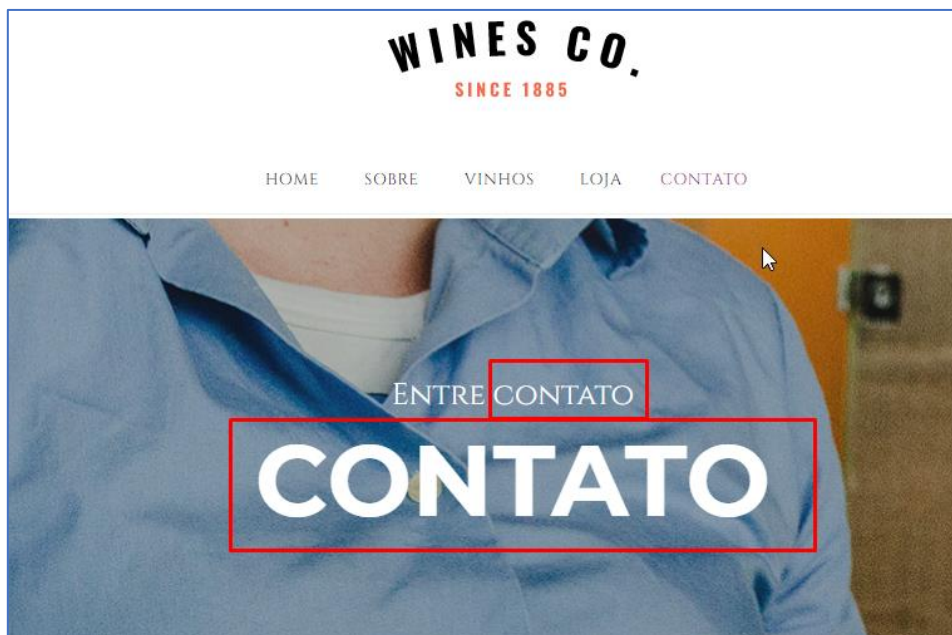 WINES CO.
SINCE 1885
HOME SOBRE VINHOS LOJA CONTATO
ENTRE CONTATO
CONTATO